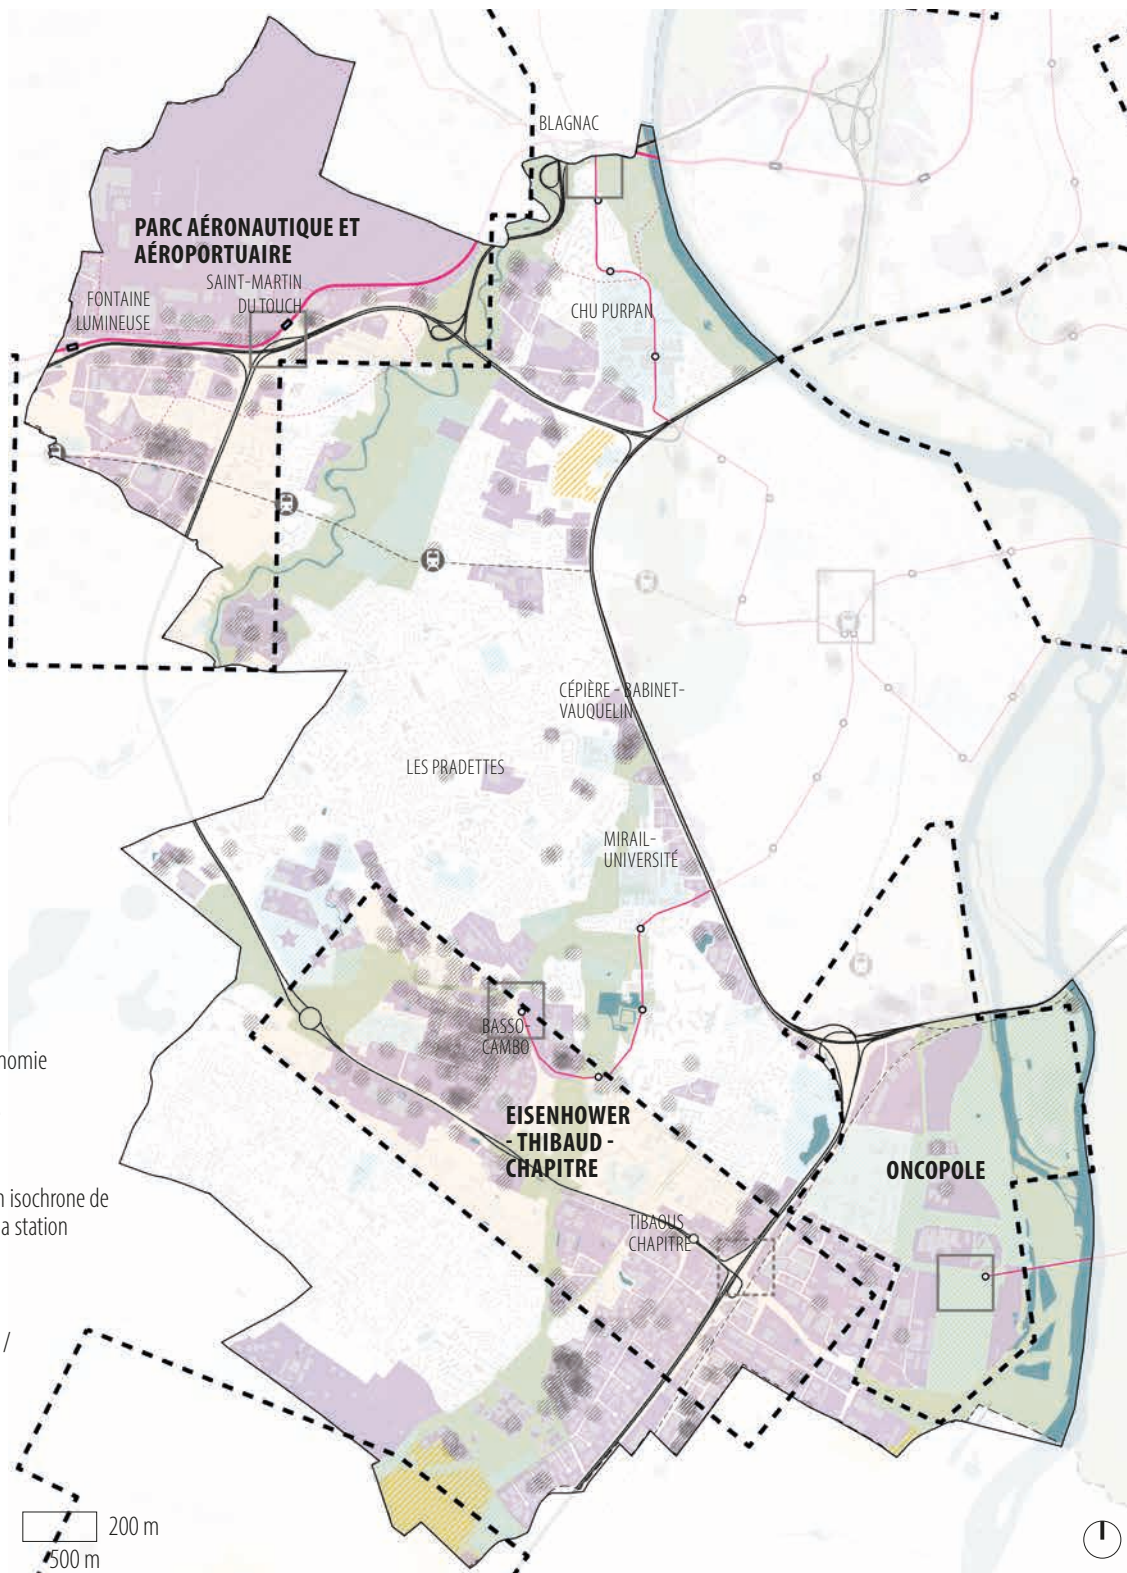 BLAGNAC
PARC AÉRONAUTIQUE ET
AÉROPORTUAIRE
SAINT-MARTIN
DU TOUCH
FONTAINE
LUMINEUSE
CHU PURPAN
CÉPIÈRE - BABINET-
VAUQUELIN
LES PRADETTES
MIRAIL-
UNIVERSITÉ
BASSO-
CAMBO
nomie
EISENHOWER
- THIBAUD -
CHAPITRE
ONCOPOLE
n isochrone de
a station
TIBAOUS
CHAPITRE
/
200 m
500 m